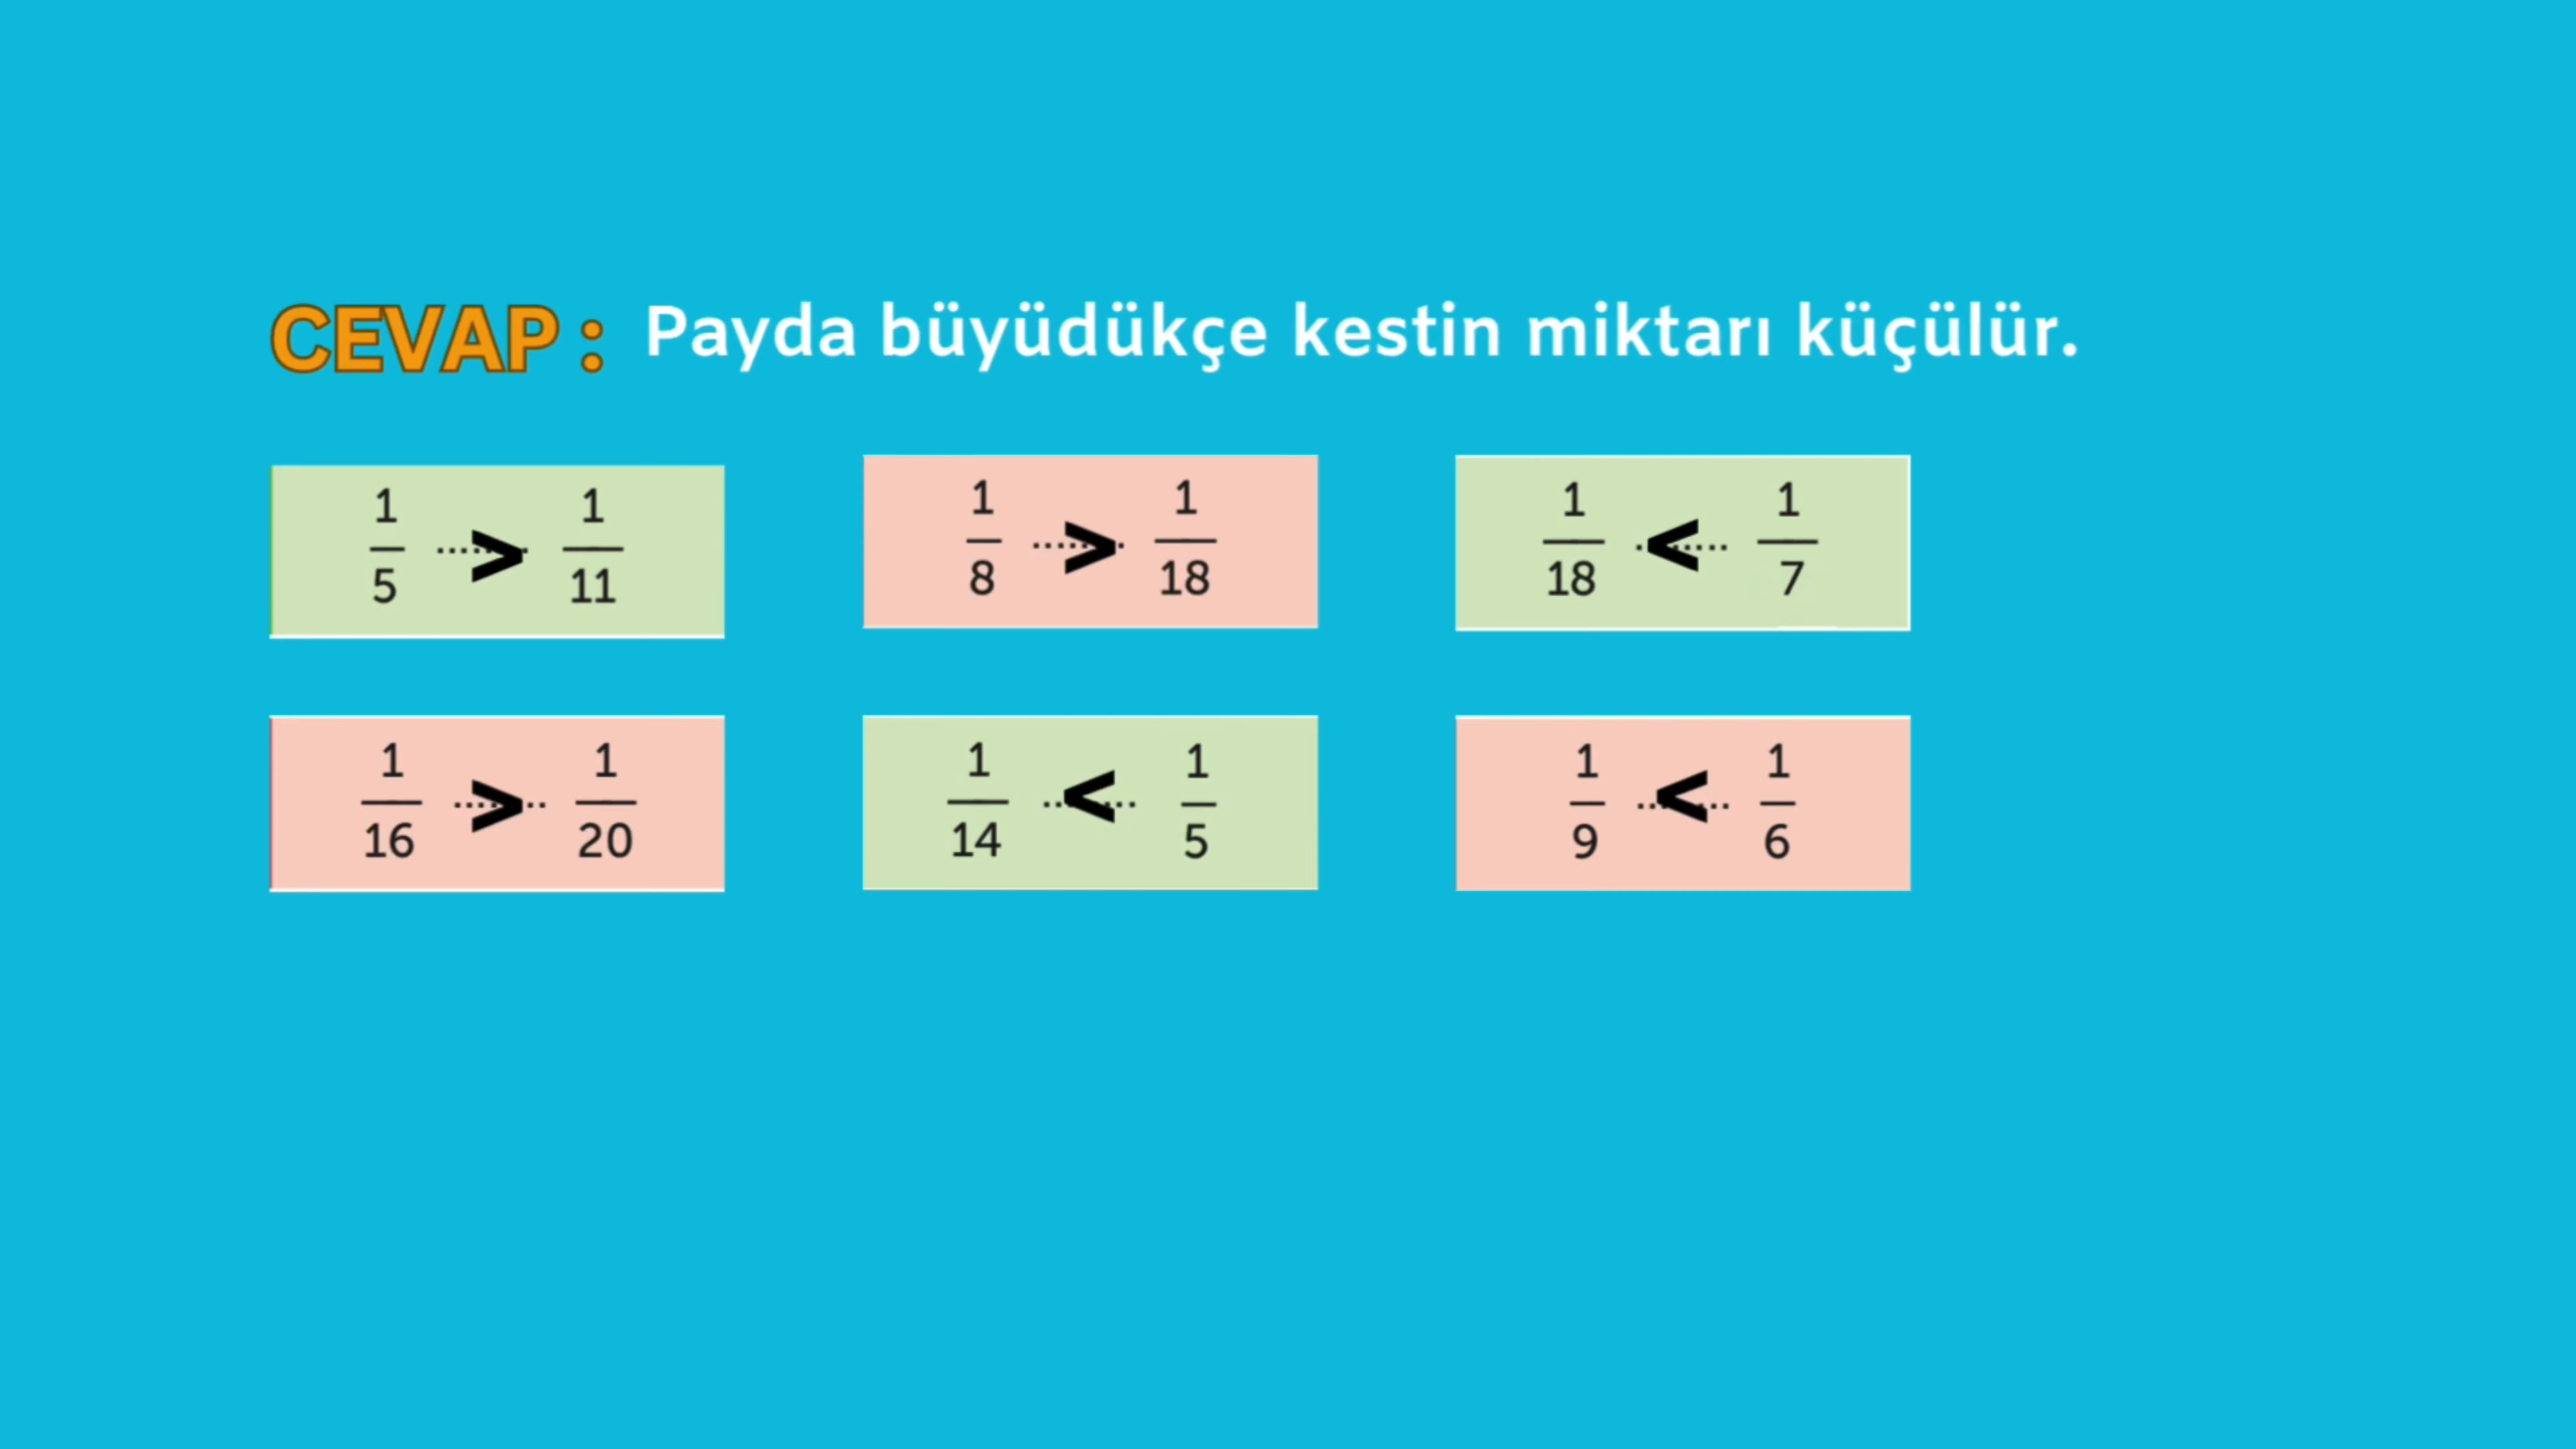 CEVAP : Payda büyüdükçe kestin miktarı küçülür.
1/5 > 1/11
1/8 > 1/18
1/18 < 1/7
1/16 > 1/20
1/14 < 1/5
1/9 < 1/6